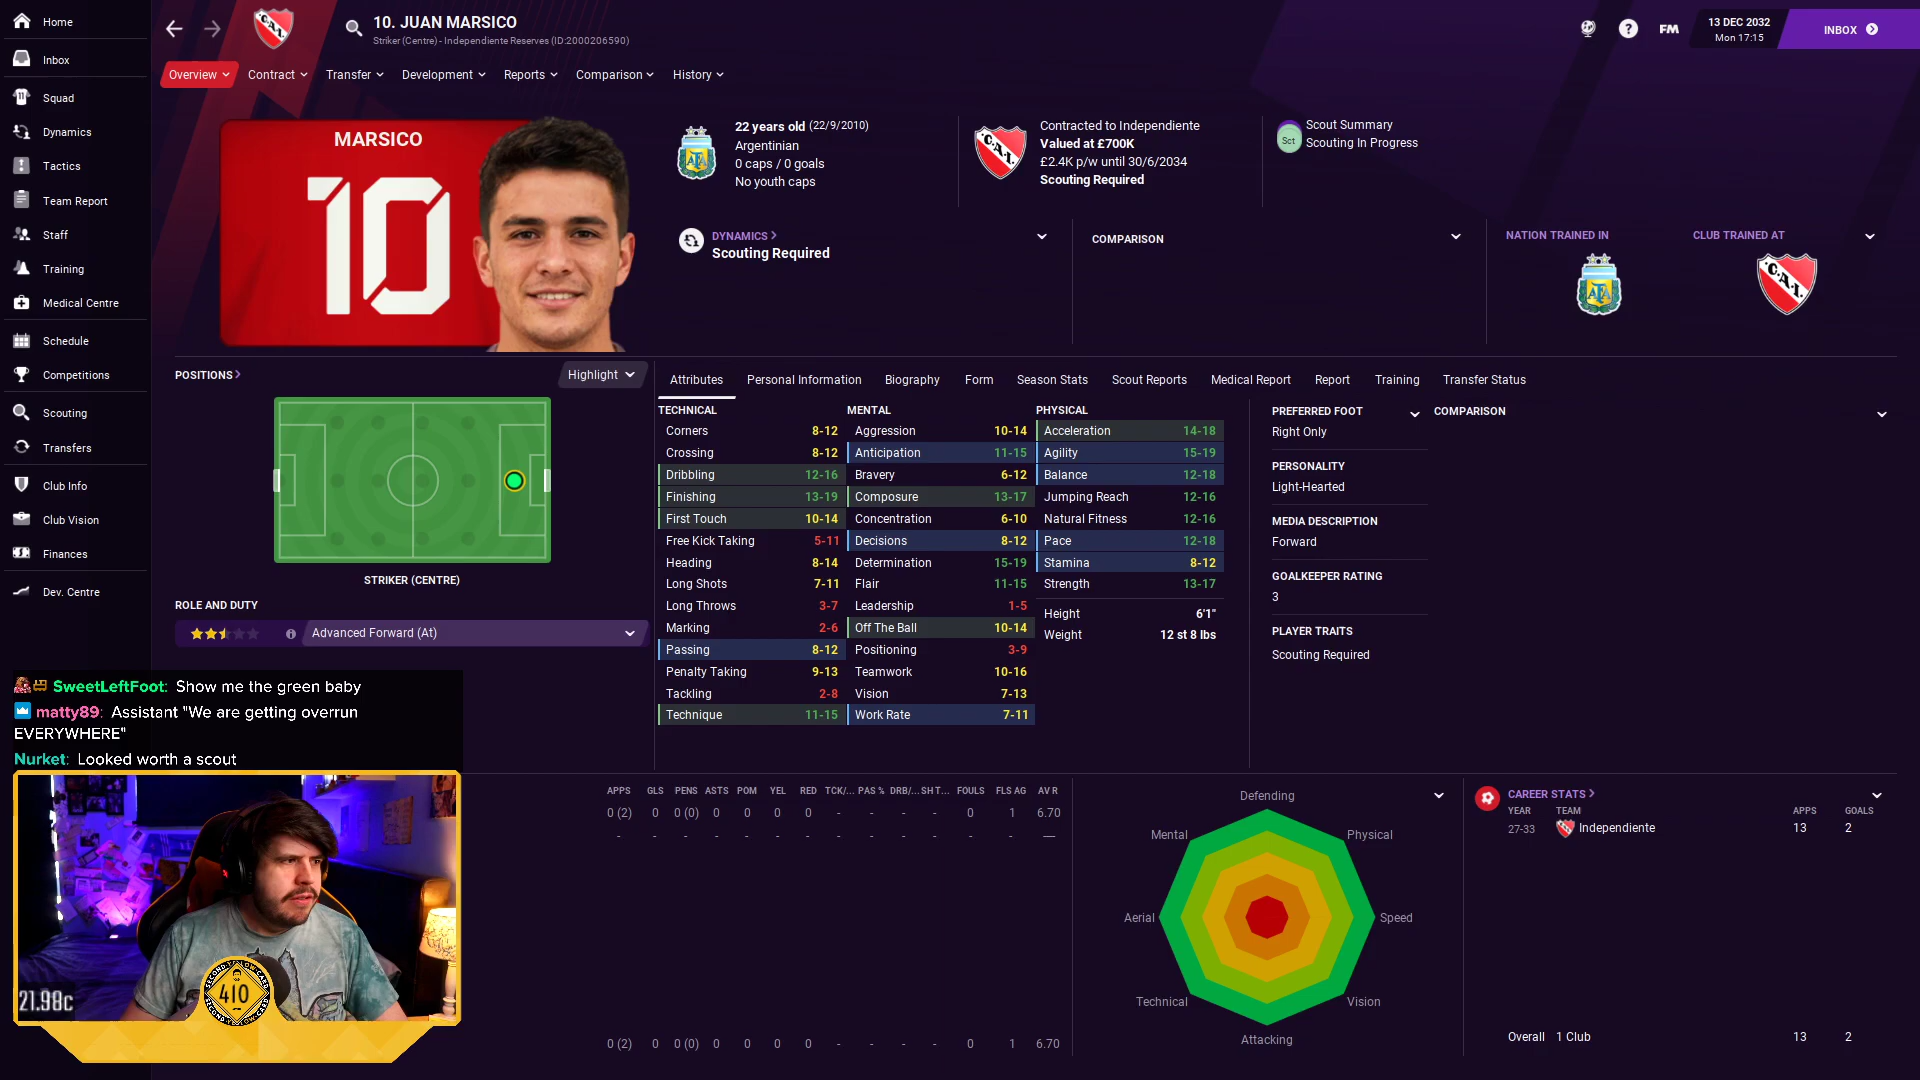 Home
Inbox
Squad
Dynamics
Tactics
Team Report
Staff
Training
Medical Centre
Schedule
Competitions
Scouting
Transfers
Club Info
Club Vision
Finances
Dev. Centre
10. JUAN MARSICO
Striker (Centre) - Independiente Reserves (ID:2000206590)
FM
13 DEC 2032
Mon 17:15
INBOX
Overview Contract Transfer Development Reports Comparison History
MARSICO
10
22 years old (22/9/2010)
Argentinian
0 caps / 0 goals
No youth caps
Contracted to Independiente
Valued at £700K
£2.4K p/w until 30/6/2034
Scouting Required
Sct
Scout Summary
Scouting In Progress
DYNAMICS
Scouting Required
COMPARISON
NATION TRAINED IN
AFA
CLUB TRAINED AT
C.A.I.
POSITIONS
Highlight
STRIKER (CENTRE)
ROLE AND DUTY
Advanced Forward (At)
Attributes Personal Information Biography Form Season Stats Scout Reports Medical Report Report Training Transfer Status
TECHNICAL
Corners 8-12
Crossing 8-12
Dribbling 12-16
Finishing 13-19
First Touch 10-14
Free Kick Taking 5-11
Heading 8-14
Long Shots 7-11
Long Throws 3-7
Marking 2-6
Passing 8-12
Penalty Taking 9-13
Tackling 2-8
Technique 11-15
MENTAL
Aggression 10-14
Anticipation 11-15
Bravery 6-12
Composure 13-17
Concentration 6-10
Decisions 8-12
Determination 15-19
Flair 11-15
Leadership 1-5
Off The Ball 10-14
Positioning 3-9
Teamwork 10-16
Vision 7-13
Work Rate 7-11
PHYSICAL
Acceleration 14-18
Agility 15-19
Balance 12-18
Jumping Reach 12-16
Natural Fitness 12-16
Pace 12-18
Stamina 8-12
Strength 13-17
Height 6'1"
Weight 12 st 8 lbs
PREFERRED FOOT
Right Only
PERSONALITY
Light-Hearted
MEDIA DESCRIPTION
Forward
GOALKEEPER RATING
3
PLAYER TRAITS
Scouting Required
COMPARISON
SweetLeftFoot: Show me the green baby
matty89: Assistant "We are getting overrun
EVERYWHERE"
Nurket: Looked worth a scout
21.98c
SECOND YELLOW CARD
410
APPS GLS PENS ASTS POM YEL RED TCK/... PAS % DRB/... SH T... FOULS FLS AG AV R
0 (2) 0 0 (0) 0 0 0 0 - - - - 0 1 6.70
- - - - - - - - - - - - - —
0 (2) 0 0 (0) 0 0 0 0 - - - - 0 1 6.70
Defending
Physical
Speed
Vision
Attacking
Technical
Aerial
Mental
CAREER STATS
YEAR TEAM APPS GOALS
27-33 Independiente 13 2
Overall 1 Club 13 2